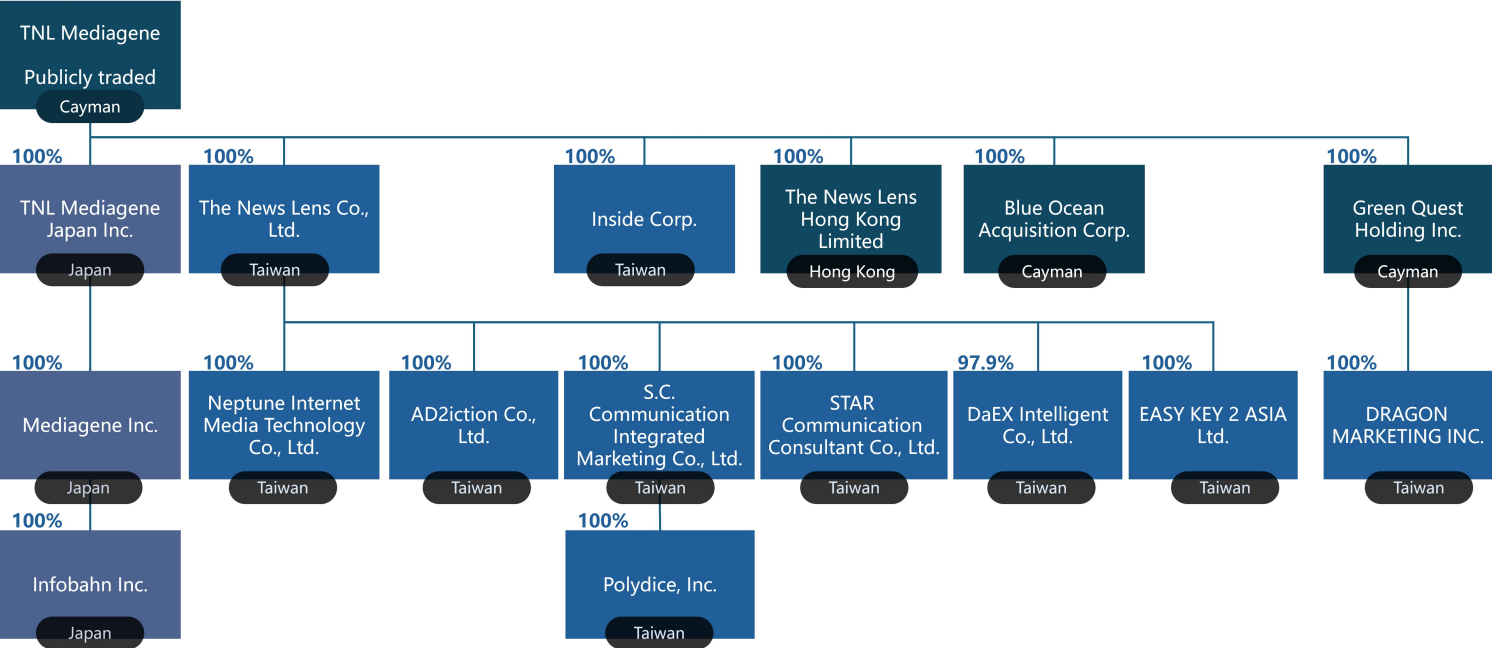 TNL Mediagene
Publicly traded
Cayman
100%
TNL Mediagene
Japan Inc.
Japan
100%
The News Lens Co.,
Ltd.
Taiwan
100%
Inside Corp.
Taiwan
100%
The News Lens
Hong Kong
Limited
Hong Kong
100%
Blue Ocean
Acquisition Corp.
Cayman
100%
Green Quest
Holding Inc.
Cayman
100%
Mediagene Inc.
Japan
100%
Neptune Internet
Media Technology
Co., Ltd.
Taiwan
100%
AD2iction Co.,
Ltd.
Taiwan
100%
S.C.
Communication
Integrated
Marketing Co., Ltd.
Taiwan
100%
STAR
Communication
Consultant Co., Ltd.
Taiwan
97.9%
DaEX Intelligent
Co., Ltd.
Taiwan
100%
EASY KEY 2 ASIA
Ltd.
Taiwan
100%
DRAGON
MARKETING INC.
Taiwan
100%
Infobahn Inc.
Japan
100%
Polydice, Inc.
Taiwan